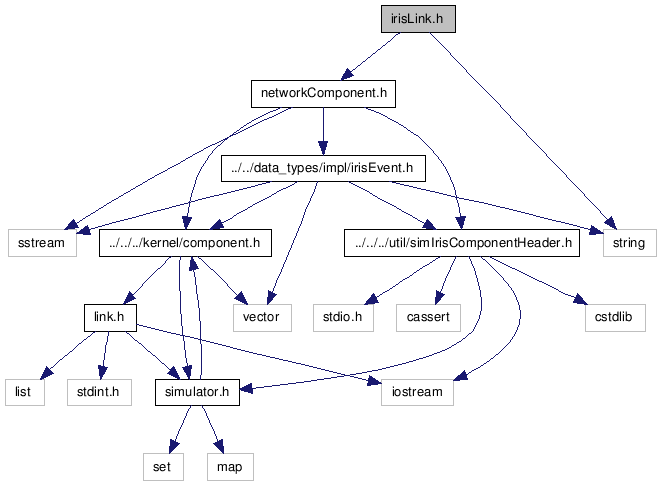 irisLink.h
networkComponent.h
../../data_types/impl/irisEvent.h
sstream
../../../kernel/component.h
../../../util/simIrisComponentHeader.h
string
link.h
vector
stdio.h
cassert
cstdlib
list
stdint.h
simulator.h
iostream
set
map